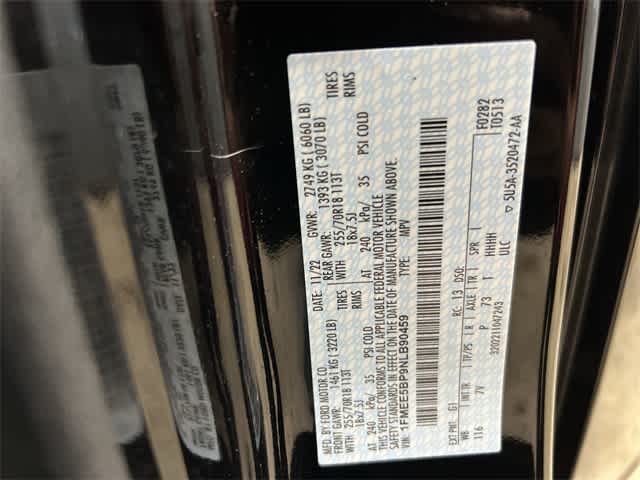 MFD. BY FORD MOTOR CO.
DATE: 11/22 GVWR: 2749 KG ( 6060 LB)
FRONT GAWR: 1461 KG ( 3220 LB) REAR GAWR: 1393 KG ( 3070 LB)
255/70R18 113T TIRES WITH 255/70R18 113T TIRES
18x7.5J RIMS 18x7.5J RIMS
AT 240 kPa/ 35 PSI COLD AT 240 kPa/ 35 PSI COLD
THIS VEHICLE CONFORMS TO ALL APPLICABLE FEDERAL MOTOR VEHICLE
SAFETY STANDARDS IN EFFECT ON THE DATE OF MANUFACTURE SHOWN ABOVE.
VIN: 1FMEE5BP9NLB90459 TYPE: MPV
EXT PNT: G1 RC: 13 DSO: F0282
WB INT TR TP/PS R AXLE TR SPR T0513
116 7V P 73 1 HHHH
ULC
3202211047243
5U5A-3520472-AA